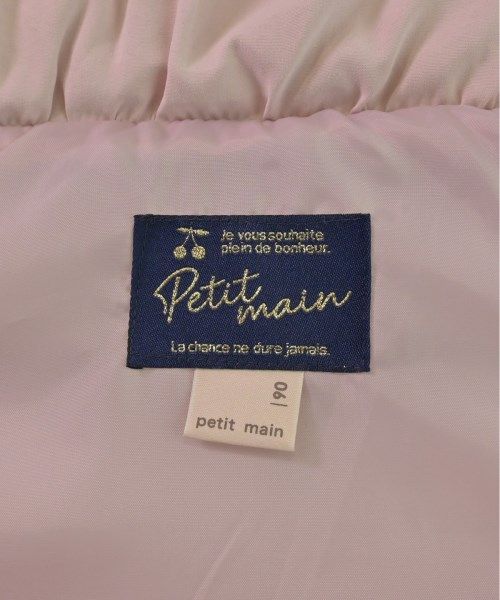 Je vous souhaite
plein de bonheur.
Petit
main
La chance ne dure jamais.
90
petit main